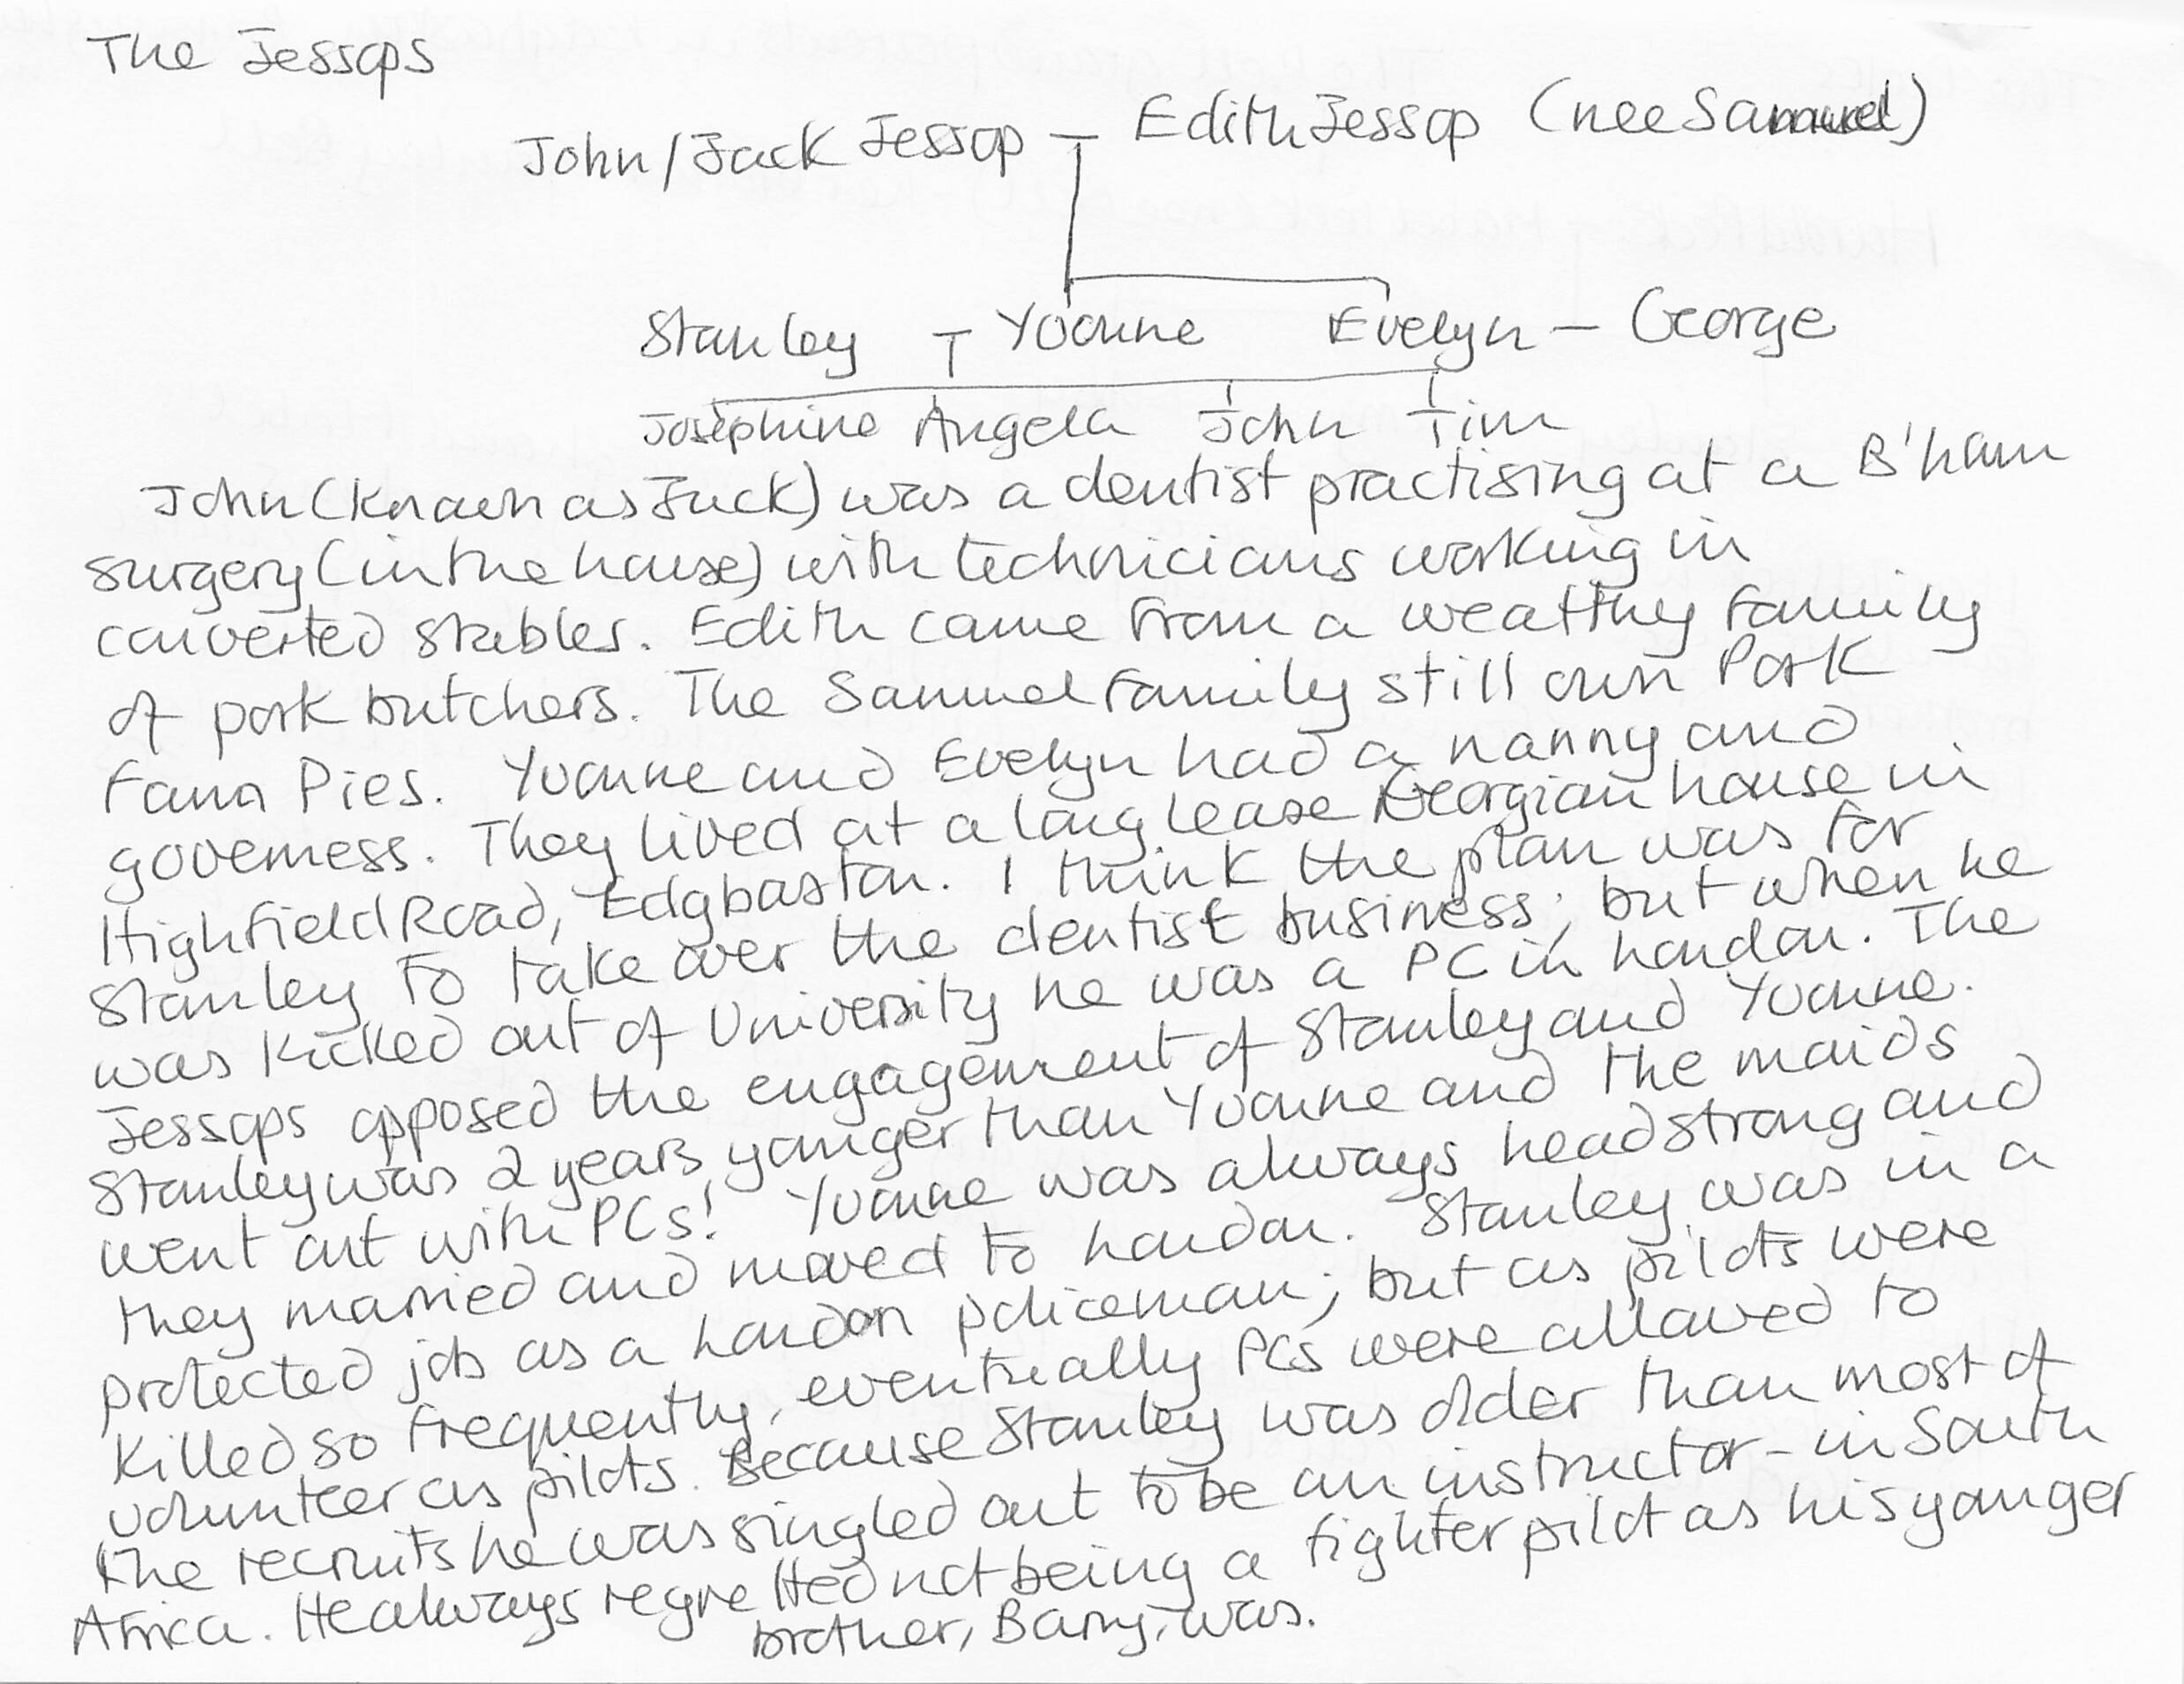 The Jessops
John/Jack Jessop — Edith Jessop (nee Samuel)
Stanley Yvonne Evelyn — George
Josephine Angela John Tim
John (known as Jack) was a dentist practising at a B'ham
surgery (in the house) with technicians working in
converted stables. Edith came from a wealthy family
of pork butchers. The Samuel family still own Pork
Farm Pies. Yvonne and Evelyn had a nanny and
governess. They lived at a long lease Georgian house in
Highfield Road, Edgbaston. I think the plan was for
Stanley to take over the dentist business; but when he
was kicked out of University he was a PC in London. The
Jessops opposed the engagement of Stanley and Yvonne.
Stanley was 2 years younger than Yvonne and the maids
went out with PCs! Yvonne was always headstrong and
they married and moved to London. Stanley was in a
protected job as a London policeman; but as pilots were
killed so frequently, eventually PCs were allowed to
volunteer as pilots. Because Stanley was older than most of
the recruits he was singled out to be an instructor - in South
Africa. He always regretted not being a fighter pilot as his younger
brother, Barry, was.